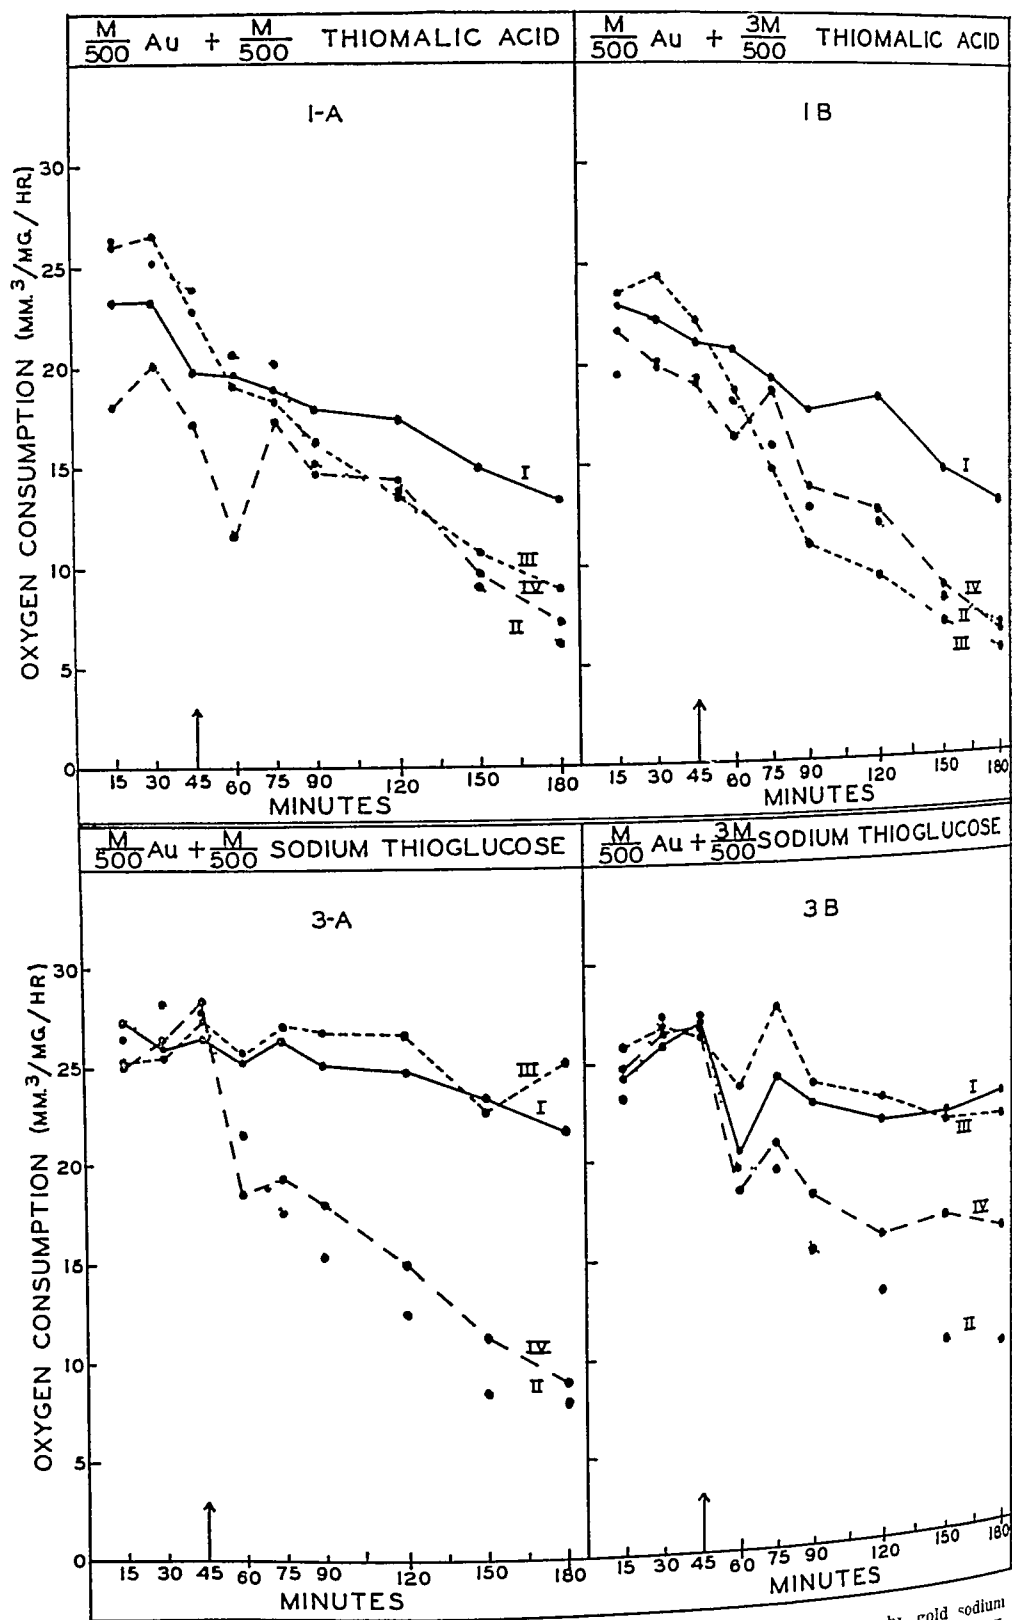 M/500 Au + M/500 THIOMALIC ACID
1-A
OXYGEN CONSUMPTION (MM.³/MG./HR.)
30
25
20
15
10
5
0
I
III
IV
II
15 30 45 60 75 90 120 150 180
MINUTES
M/500 Au + 3M/500 THIOMALIC ACID
1B
I
IV
II
III
15 30 45 60 75 90 120 150 180
MINUTES
M/500 Au + M/500 SODIUM THIOGLUCOSE
3-A
OXYGEN CONSUMPTION (MM.³/MG./HR)
30
25
20
15
10
5
0
III
I
IV
II
15 30 45 60 75 90 120 150 180
MINUTES
M/500 Au + 3M/500 SODIUM THIOGLUCOSE
3B
I
III
IV
II
15 30 45 60 75 90 120 150 180
MINUTES
gold sodium